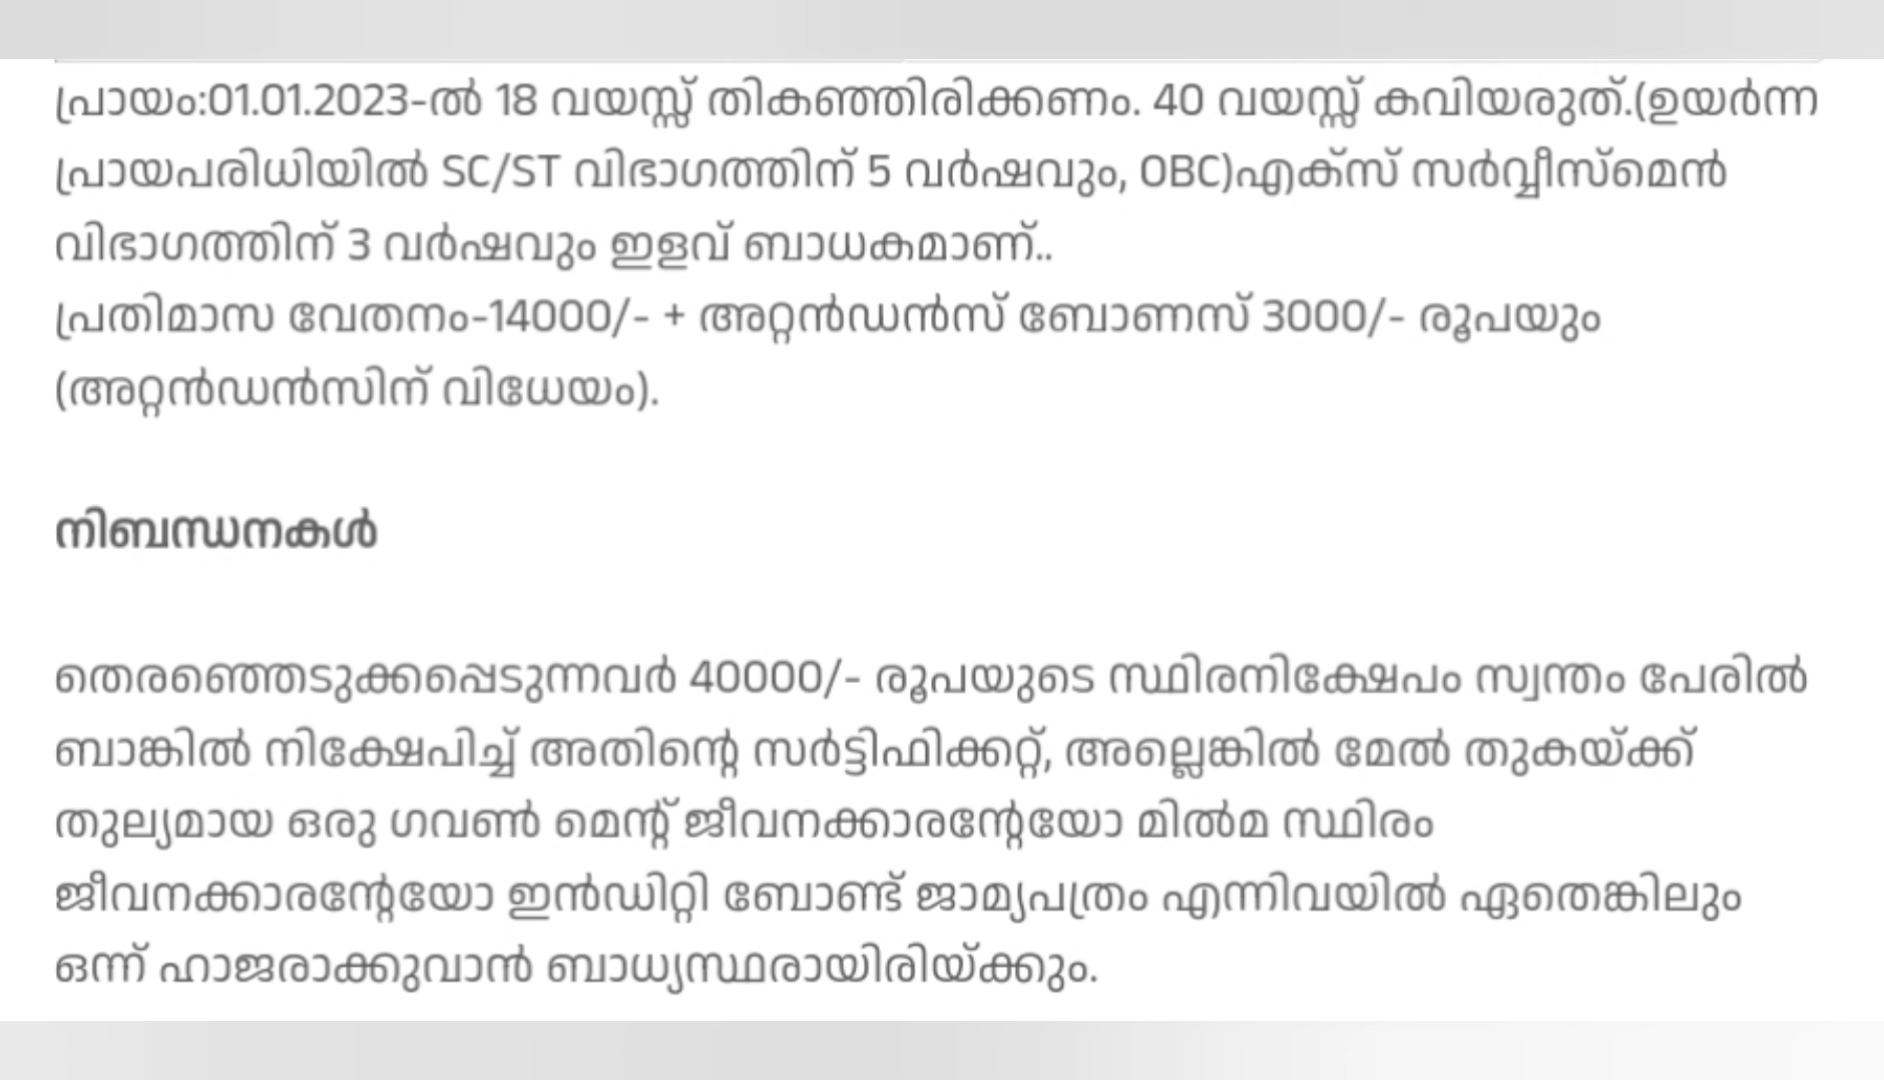 പ്രായം:01.01.2023-ൽ 18 വയസ്സ് തികഞ്ഞിരിക്കണം. 40 വയസ്സ് കവിയരുത്.(ഉയർന്ന
പ്രായപരിധിയിൽ SC/ST വിഭാഗത്തിന് 5 വർഷവും, OBC)എക്സ് സർവ്വീസ്മെൻ
വിഭാഗത്തിന് 3 വർഷവും ഇളവ് ബാധകമാണ്..
പ്രതിമാസ വേതനം-14000/- + അറ്റൻഡൻസ് ബോണസ് 3000/- രൂപയും
(അറ്റൻഡൻസിന് വിധേയം).
നിബന്ധനകൾ
തെരഞ്ഞെടുക്കപ്പെടുന്നവർ 40000/- രൂപയുടെ സ്ഥിരനിക്ഷേപം സ്വന്തം പേരിൽ
ബാങ്കിൽ നിക്ഷേപിച്ച് അതിന്റെ സർട്ടിഫിക്കറ്റ്, അല്ലെങ്കിൽ മേൽ തുകയ്ക്ക്
തുല്യമായ ഒരു ഗവൺ മെന്റ് ജീവനക്കാരന്റേയോ മിൽമ സ്ഥിരം
ജീവനക്കാരന്റേയോ ഇൻഡിറ്റി ബോണ്ട് ജാമ്യപത്രം എന്നിവയിൽ ഏതെങ്കിലും
ഒന്ന് ഹാജരാക്കുവാൻ ബാധ്യസ്ഥരായിരിയ്ക്കും.